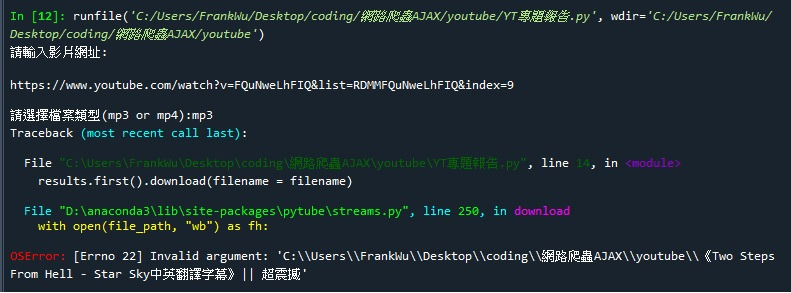 In [12]: runfile('C:/Users/FrankWu/Desktop/coding/網路爬蟲AJAX/youtube/YT專題報告.py', wdir='C:/Users/FrankWu/
Desktop/coding/網路爬蟲AJAX/youtube')
請輸入影片網址:
https://www.youtube.com/watch?v=FQuNweLhFIQ&list=RDMMFQuNweLhFIQ&index=9
請選擇檔案類型(mp3 or mp4):mp3
Traceback (most recent call last):
File "C:\Users\FrankWu\Desktop\coding\網路爬蟲AJAX\youtube\YT專題報告.py", line 14, in <module>
results.first().download(filename = filename)
File "D:\anaconda3\lib\site-packages\pytube\streams.py", line 250, in download
with open(file_path, "wb") as fh:
OSError: [Errno 22] Invalid argument: 'C:\\Users\\FrankWu\\Desktop\\coding\\網路爬蟲AJAX\\youtube\\《Two Steps
From Hell - Star Sky中英翻譯字幕》|| 超震撼'